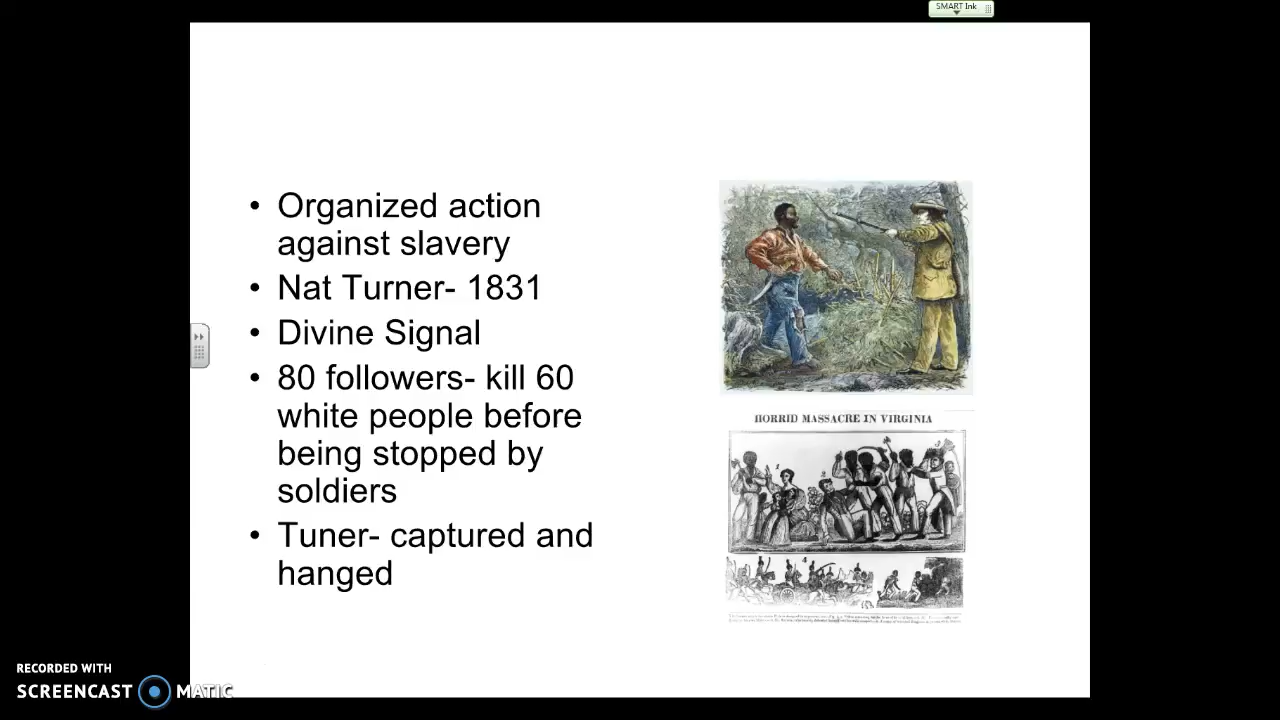 SMART Ink
• Organized action
against slavery
• Nat Turner- 1831
• Divine Signal
• 80 followers- kill 60
white people before
being stopped by
soldiers
• Tuner- captured and
hanged
HORRID MASSACRE IN VIRGINIA
RECORDED WITH
SCREENCAST MATIC